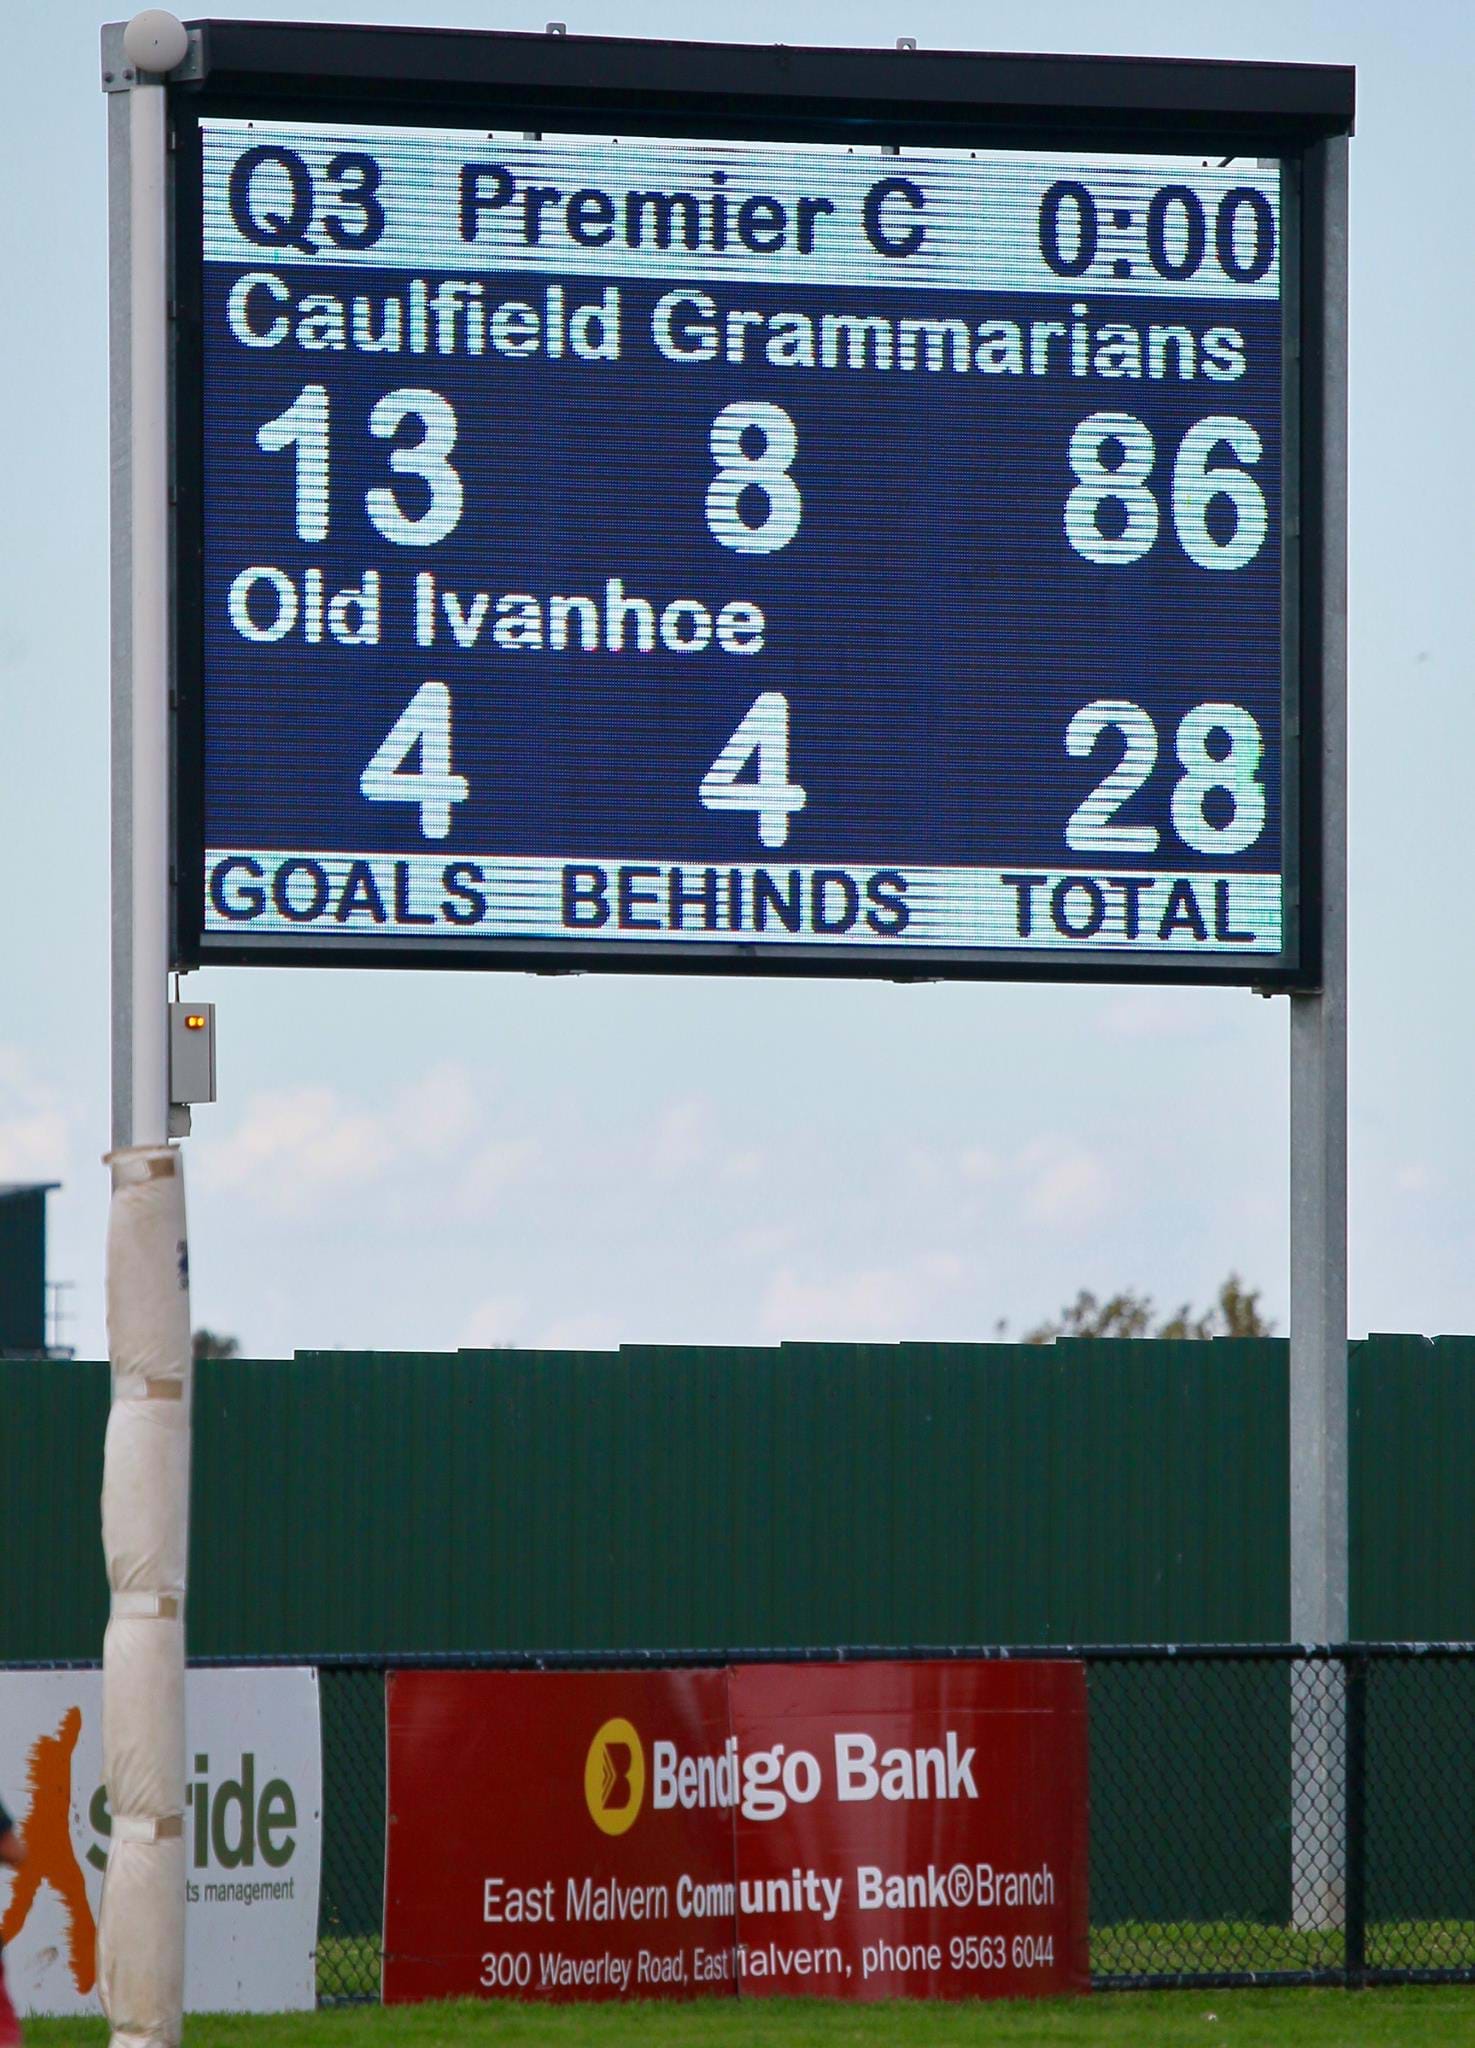 Q3 Premier C 0:00
Caulfield Grammarians
13 8 86
Old Ivanhoe
4 4 28
GOALS BEHINDS TOTAL
Bendigo Bank
East Malvern Community Bank®Branch
300 Waverley Road, East Malvern, phone 9563 6044
management